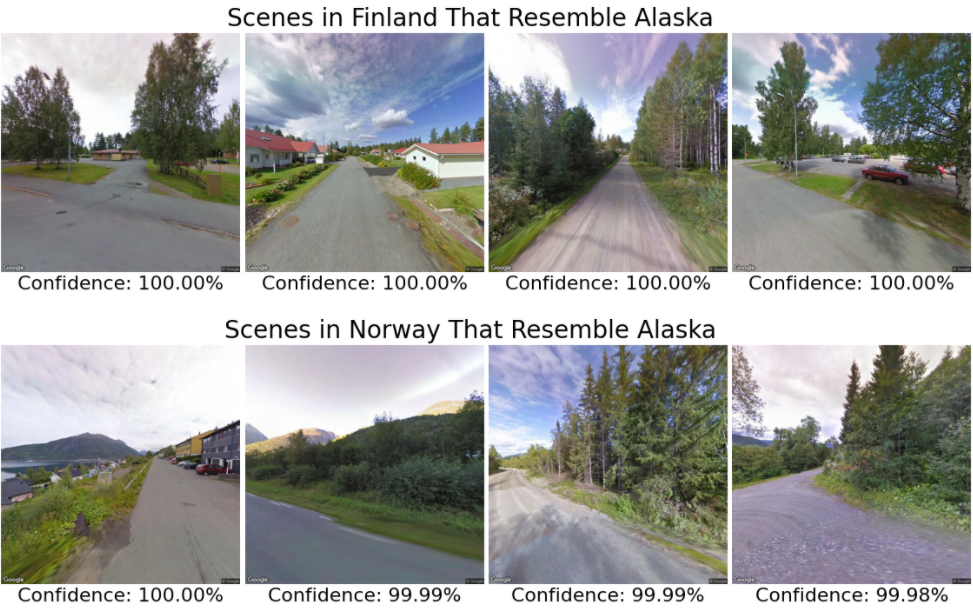 Scenes in Finland That Resemble Alaska
Google Google Google
Confidence: 100.00% Confidence: 100.00% Confidence: 100.00% Confidence: 100.00%
Scenes in Norway That Resemble Alaska
Google Google Google Google
Confidence: 100.00% Confidence: 99.99% Confidence: 99.99% Confidence: 99.98%